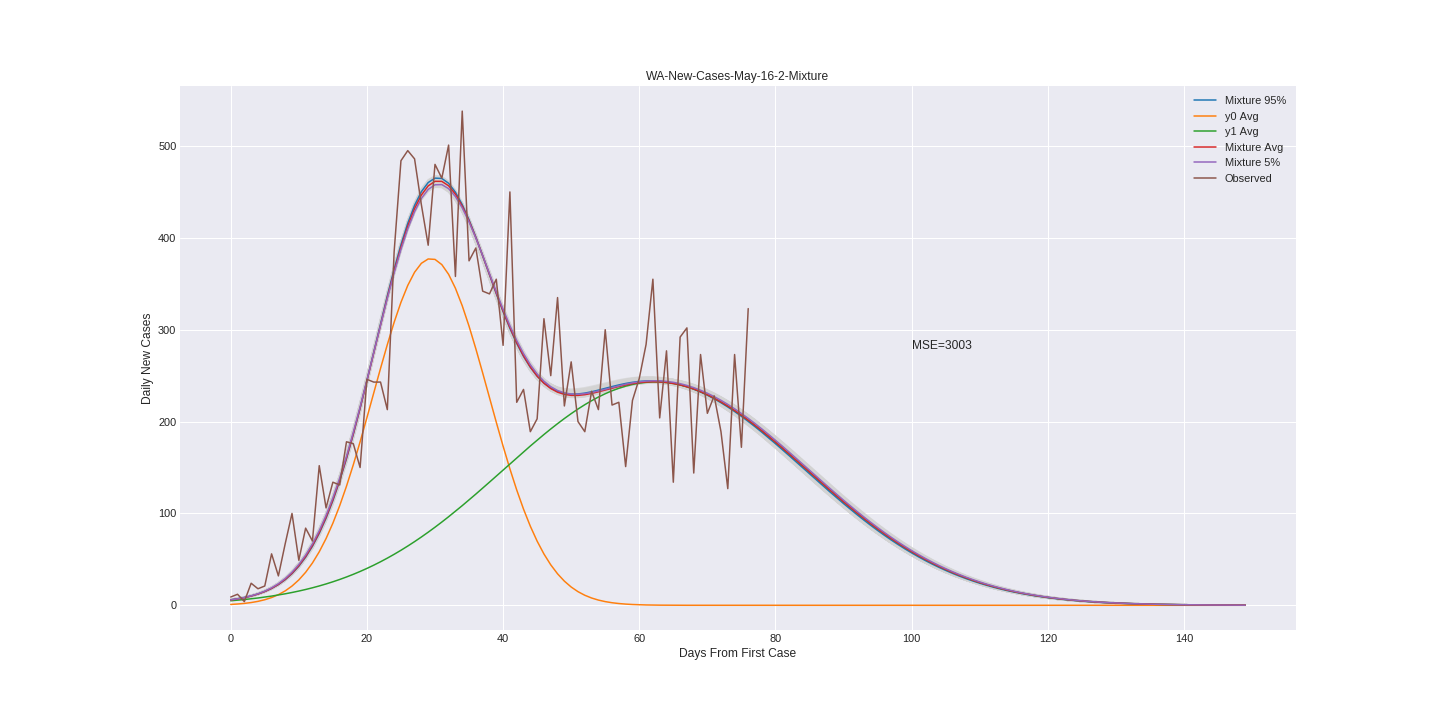 WA-New-Cases-May-16-2-Mixture
Mixture 95%
y0 Avg
y1 Avg
Mixture Avg
Mixture 5%
Observed
500
400
300
200
100
0
Daily New Cases
MSE=3003
0 20 40 60 80 100 120 140
Days From First Case